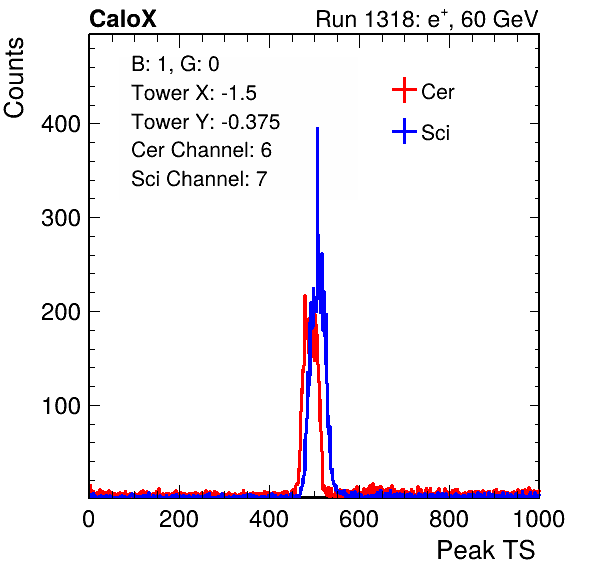 CaloX Run 1318: e⁺, 60 GeV
Counts
B: 1, G: 0
Tower X: -1.5
Tower Y: -0.375
Cer Channel: 6
Sci Channel: 7
Cer
Sci
400
300
200
100
0 200 400 600 800 1000
Peak TS